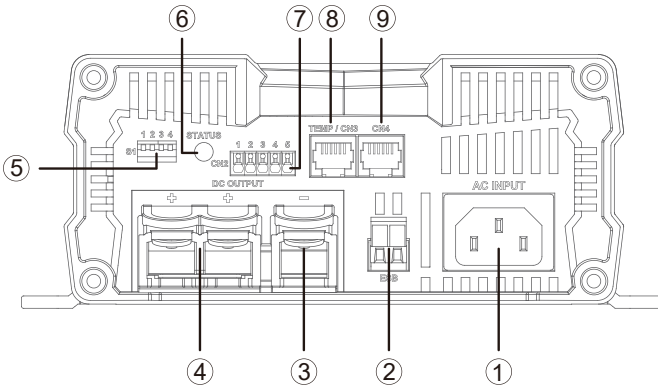 ⑥ ⑦ ⑧ ⑨
TEMP / CN3 CN4
1 2 3 4 STATUS
1 2 3 4 5
S1
⑤
CN2
DC OUTPUT
AC INPUT
+ + −
④ ③ ② ①